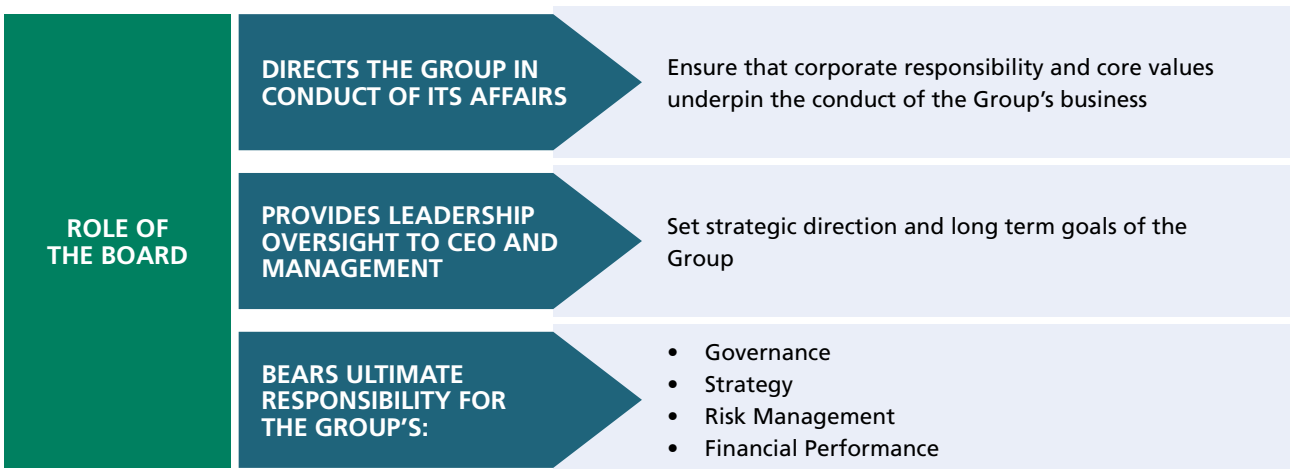 ROLE OF
THE BOARD
DIRECTS THE GROUP IN
CONDUCT OF ITS AFFAIRS
Ensure that corporate responsibility and core values
underpin the conduct of the Group’s business
PROVIDES LEADERSHIP
OVERSIGHT TO CEO AND
MANAGEMENT
Set strategic direction and long term goals of the
Group
BEARS ULTIMATE
RESPONSIBILITY FOR
THE GROUP’S:
• Governance
• Strategy
• Risk Management
• Financial Performance